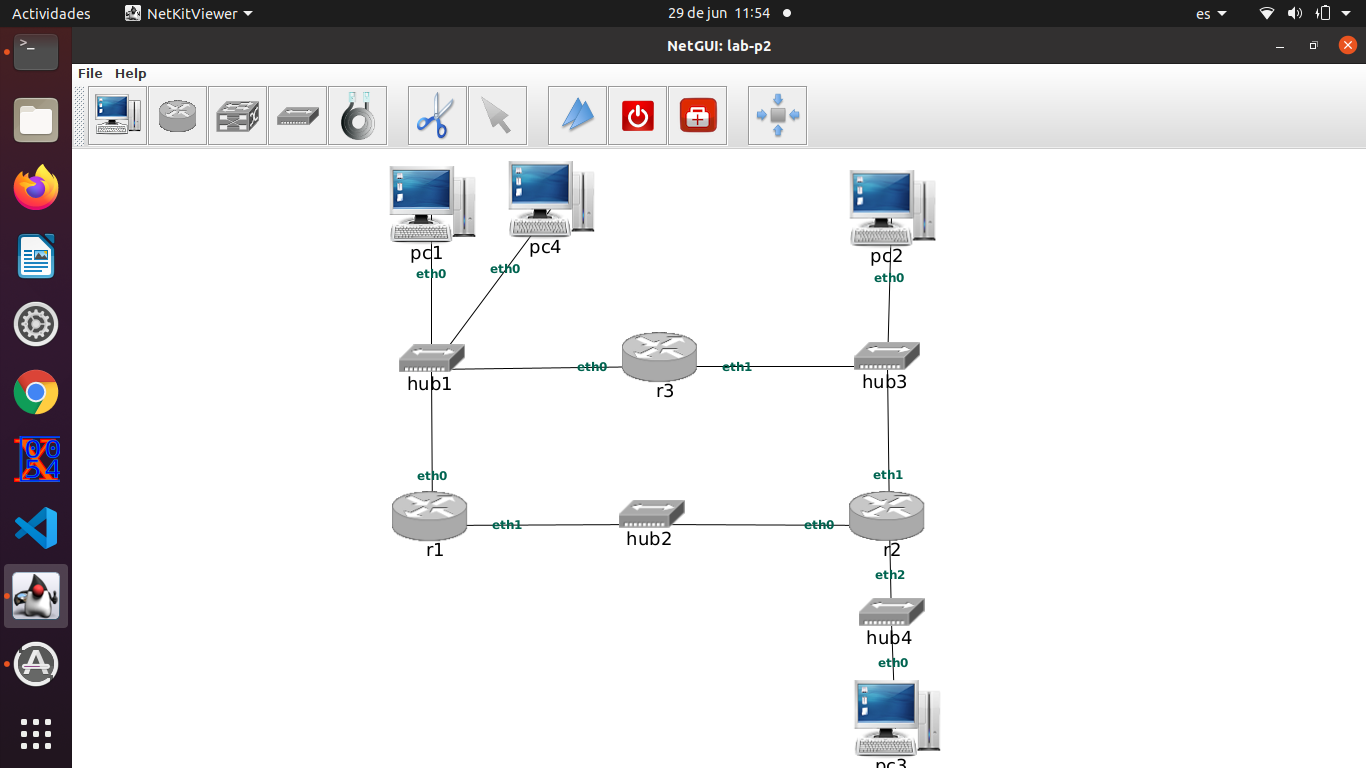 Actividades
NetKitViewer
29 de jun 11:54
es
NetGUI: lab-p2
File Help
pc1
pc4
pc2
eth0
eth0
eth0
eth0
eth1
hub1
r3
hub3
eth0
eth1
eth1
eth0
r1
hub2
r2
eth2
hub4
eth0
pc3